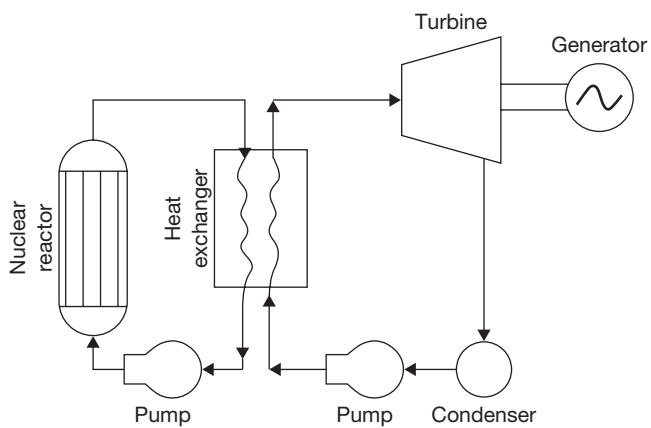 Turbine
Generator
Nuclear
reactor
Heat
exchanger
Pump
Pump
Condenser